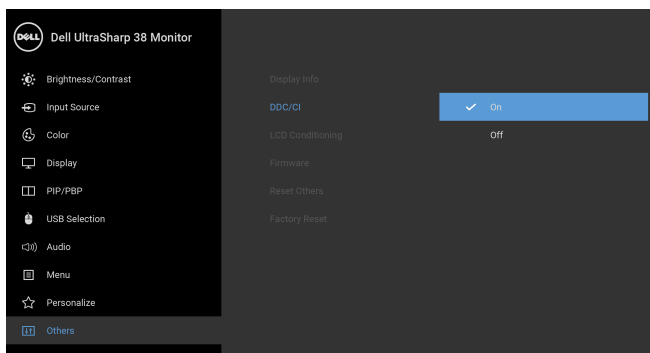 DELL Dell UltraSharp 38 Monitor
Brightness/Contrast
Display Info
Input Source
DDC/CI
On
Color
LCD Conditioning
Off
Display
Firmware
PIP/PBP
Reset Others
USB Selection
Factory Reset
Audio
Menu
Personalize
Others